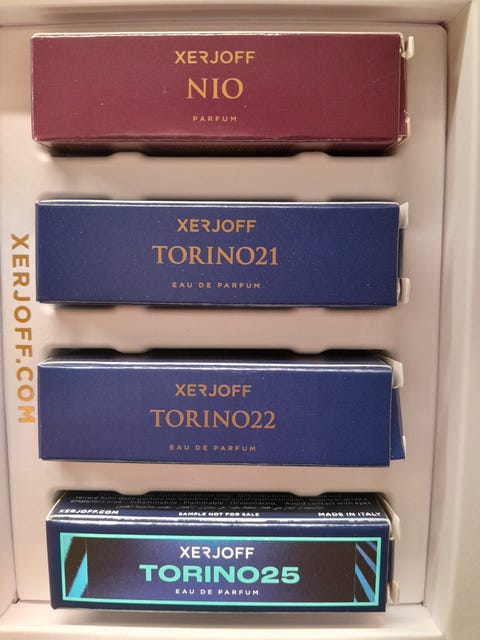 XERJOFF
NIO
PARFUM
XERJOFF
TORINO21
EAU DE PARFUM
XERJOFF.COM
XERJOFF
TORINO22
EAU DE PARFUM
XERJOFF.COM SAMPLE NOT FOR SALE MADE IN ITALY
XERJOFF
TORINO25
EAU DE PARFUM